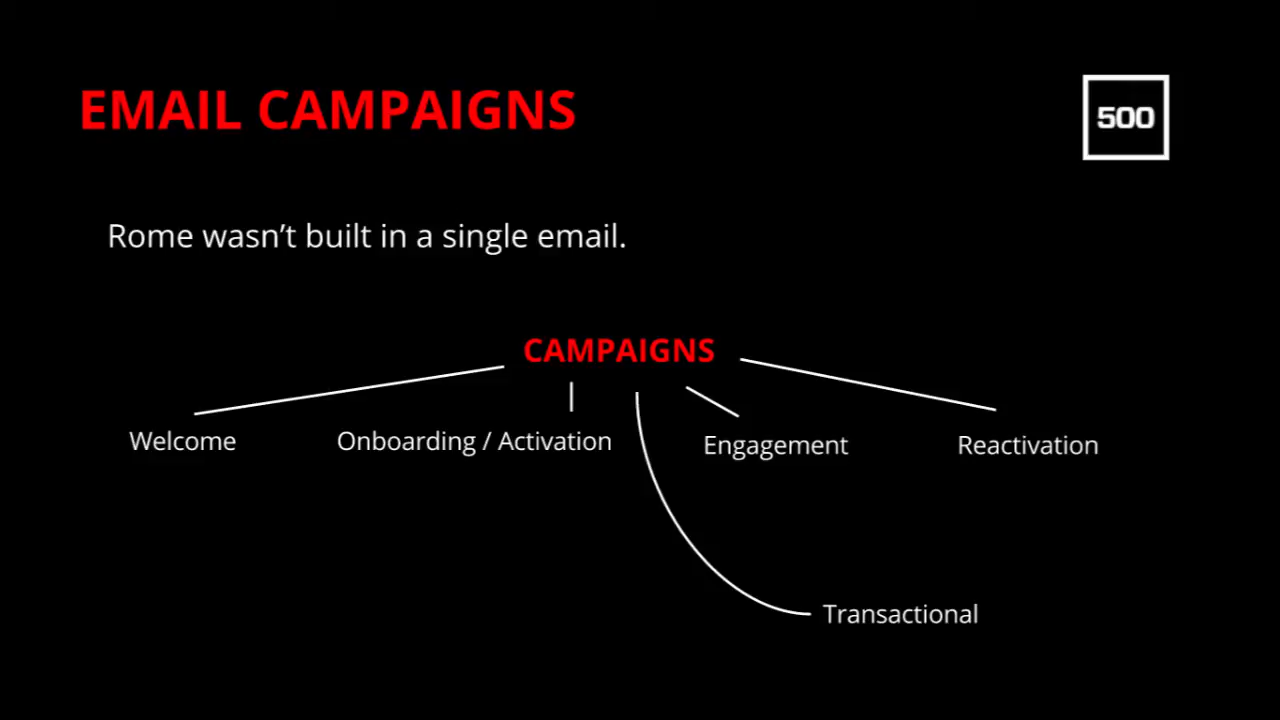 EMAIL CAMPAIGNS
500
Rome wasn’t built in a single email.
CAMPAIGNS
Welcome
Onboarding / Activation
Engagement
Reactivation
Transactional